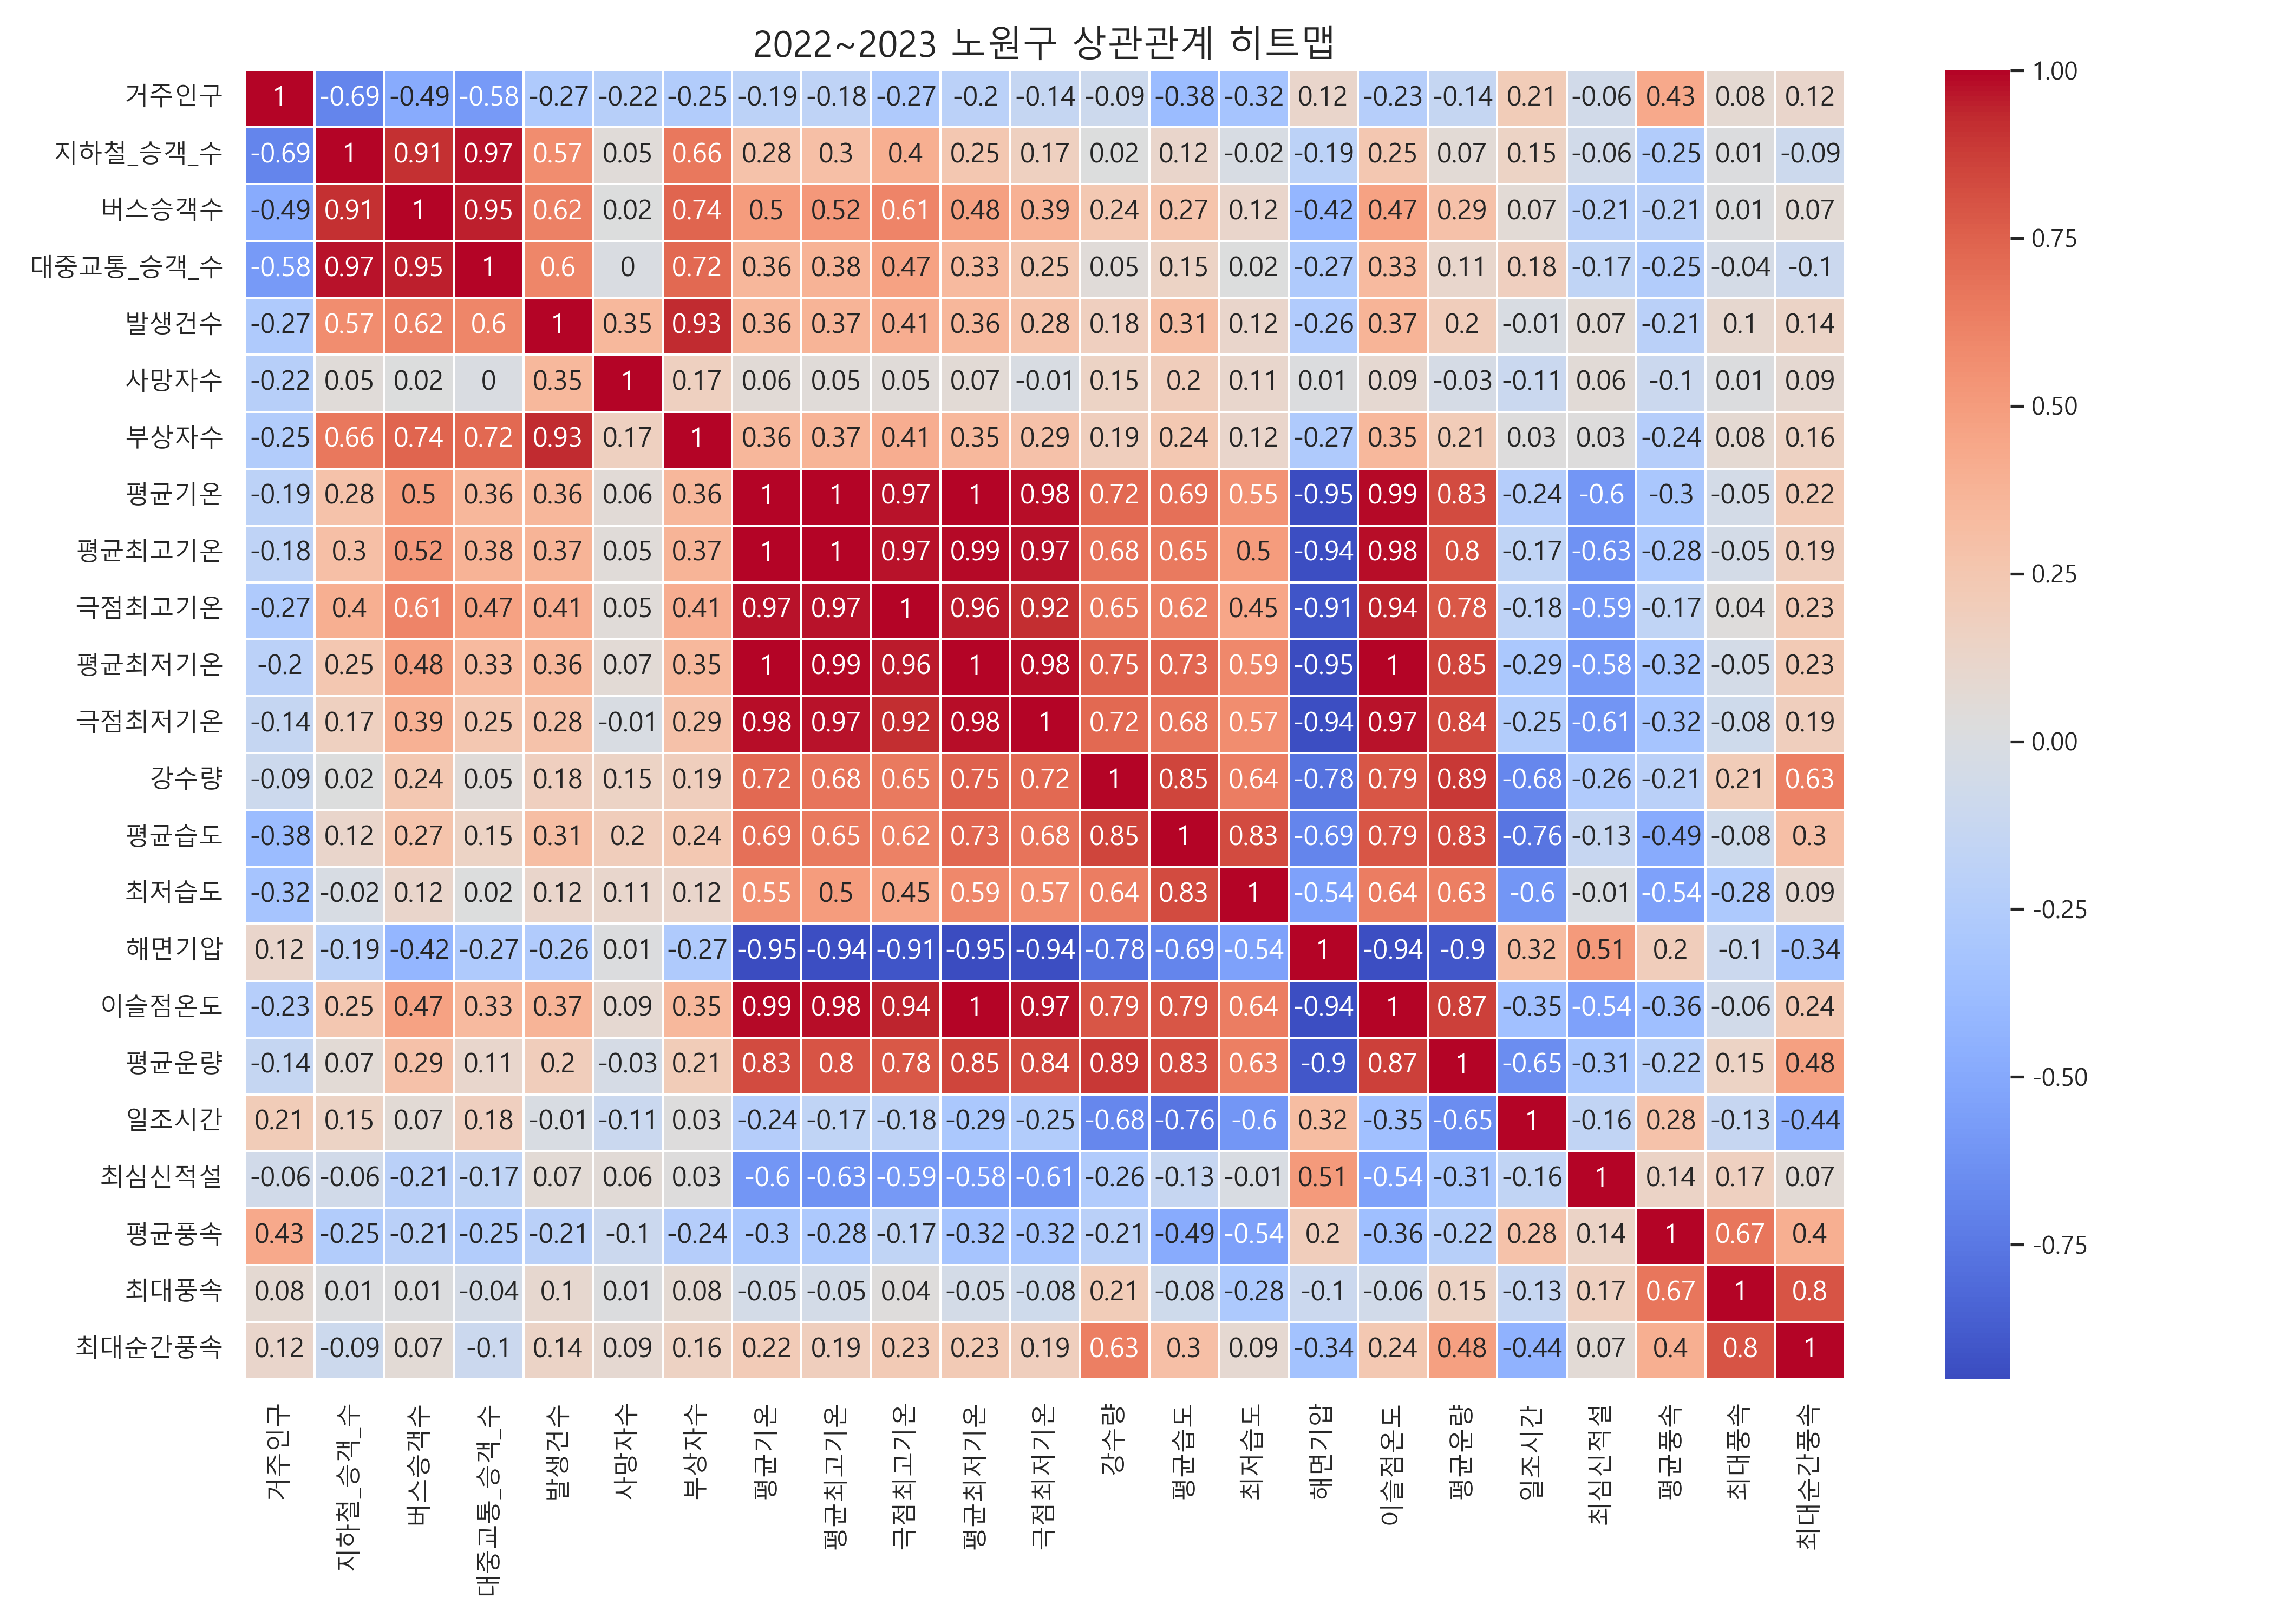 2022~2023 노원구 상관관계 히트맵
거주인구 1 -0.69 -0.49 -0.58 -0.27 -0.22 -0.25 -0.19 -0.18 -0.27 -0.2 -0.14 -0.09 -0.38 -0.32 0.12 -0.23 -0.14 0.21 -0.06 0.43 0.08 0.12
지하철_승객_수 -0.69 1 0.91 0.97 0.57 0.05 0.66 0.28 0.3 0.4 0.25 0.17 0.02 0.12 -0.02 -0.19 0.25 0.07 0.15 -0.06 -0.25 0.01 -0.09
버스승객수 -0.49 0.91 1 0.95 0.62 0.02 0.74 0.5 0.52 0.61 0.48 0.39 0.24 0.27 0.12 -0.42 0.47 0.29 0.07 -0.21 -0.21 0.01 0.07
대중교통_승객_수 -0.58 0.97 0.95 1 0.6 0 0.72 0.36 0.38 0.47 0.33 0.25 0.05 0.15 0.02 -0.27 0.33 0.11 0.18 -0.17 -0.25 -0.04 -0.1
발생건수 -0.27 0.57 0.62 0.6 1 0.35 0.93 0.36 0.37 0.41 0.36 0.28 0.18 0.31 0.12 -0.26 0.37 0.2 -0.01 0.07 -0.21 0.1 0.14
사망자수 -0.22 0.05 0.02 0 0.35 1 0.17 0.06 0.05 0.05 0.07 -0.01 0.15 0.2 0.11 0.01 0.09 -0.03 -0.11 0.06 -0.1 0.01 0.09
부상자수 -0.25 0.66 0.74 0.72 0.93 0.17 1 0.36 0.37 0.41 0.35 0.29 0.19 0.24 0.12 -0.27 0.35 0.21 0.03 0.03 -0.24 0.08 0.16
평균기온 -0.19 0.28 0.5 0.36 0.36 0.06 0.36 1 1 0.97 1 0.98 0.72 0.69 0.55 -0.95 0.99 0.83 -0.24 -0.6 -0.3 -0.05 0.22
평균최고기온 -0.18 0.3 0.52 0.38 0.37 0.05 0.37 1 1 0.97 0.99 0.97 0.68 0.65 0.5 -0.94 0.98 0.8 -0.17 -0.63 -0.28 -0.05 0.19
극점최고기온 -0.27 0.4 0.61 0.47 0.41 0.05 0.41 0.97 0.97 1 0.96 0.92 0.65 0.62 0.45 -0.91 0.94 0.78 -0.18 -0.59 -0.17 0.04 0.23
평균최저기온 -0.2 0.25 0.48 0.33 0.36 0.07 0.35 1 0.99 0.96 1 0.98 0.75 0.73 0.59 -0.95 1 0.85 -0.29 -0.58 -0.32 -0.05 0.23
극점최저기온 -0.14 0.17 0.39 0.25 0.28 -0.01 0.29 0.98 0.97 0.92 0.98 1 0.72 0.68 0.57 -0.94 0.97 0.84 -0.25 -0.61 -0.32 -0.08 0.19
강수량 -0.09 0.02 0.24 0.05 0.18 0.15 0.19 0.72 0.68 0.65 0.75 0.72 1 0.85 0.64 -0.78 0.79 0.89 -0.68 -0.26 -0.21 0.21 0.63
평균습도 -0.38 0.12 0.27 0.15 0.31 0.2 0.24 0.69 0.65 0.62 0.73 0.68 0.85 1 0.83 -0.69 0.79 0.83 -0.76 -0.13 -0.49 -0.08 0.3
최저습도 -0.32 -0.02 0.12 0.02 0.12 0.11 0.12 0.55 0.5 0.45 0.59 0.57 0.64 0.83 1 -0.54 0.64 0.63 -0.6 -0.01 -0.54 -0.28 0.09
해면기압 0.12 -0.19 -0.42 -0.27 -0.26 0.01 -0.27 -0.95 -0.94 -0.91 -0.95 -0.94 -0.78 -0.69 -0.54 1 -0.94 -0.9 0.32 0.51 0.2 -0.1 -0.34
이슬점온도 -0.23 0.25 0.47 0.33 0.37 0.09 0.35 0.99 0.98 0.94 1 0.97 0.79 0.79 0.64 -0.94 1 0.87 -0.35 -0.54 -0.36 -0.06 0.24
평균운량 -0.14 0.07 0.29 0.11 0.2 -0.03 0.21 0.83 0.8 0.78 0.85 0.84 0.89 0.83 0.63 -0.9 0.87 1 -0.65 -0.31 -0.22 0.15 0.48
일조시간 0.21 0.15 0.07 0.18 -0.01 -0.11 0.03 -0.24 -0.17 -0.18 -0.29 -0.25 -0.68 -0.76 -0.6 0.32 -0.35 -0.65 1 -0.16 0.28 -0.13 -0.44
최심신적설 -0.06 -0.06 -0.21 -0.17 0.07 0.06 0.03 -0.6 -0.63 -0.59 -0.58 -0.61 -0.26 -0.13 -0.01 0.51 -0.54 -0.31 -0.16 1 0.14 0.17 0.07
평균풍속 0.43 -0.25 -0.21 -0.25 -0.21 -0.1 -0.24 -0.3 -0.28 -0.17 -0.32 -0.32 -0.21 -0.49 -0.54 0.2 -0.36 -0.22 0.28 0.14 1 0.67 0.4
최대풍속 0.08 0.01 0.01 -0.04 0.1 0.01 0.08 -0.05 -0.05 0.04 -0.05 -0.08 0.21 -0.08 -0.28 -0.1 -0.06 0.15 -0.13 0.17 0.67 1 0.8
최대순간풍속 0.12 -0.09 0.07 -0.1 0.14 0.09 0.16 0.22 0.19 0.23 0.23 0.19 0.63 0.3 0.09 -0.34 0.24 0.48 -0.44 0.07 0.4 0.8 1
거주인구
지하철_승객_수
버스승객수
대중교통_승객_수
발생건수
사망자수
부상자수
평균기온
평균최고기온
극점최고기온
평균최저기온
극점최저기온
강수량
평균습도
최저습도
해면기압
이슬점온도
평균운량
일조시간
최심신적설
평균풍속
최대풍속
최대순간풍속
1.00
0.75
0.50
0.25
0.00
-0.25
-0.50
-0.75